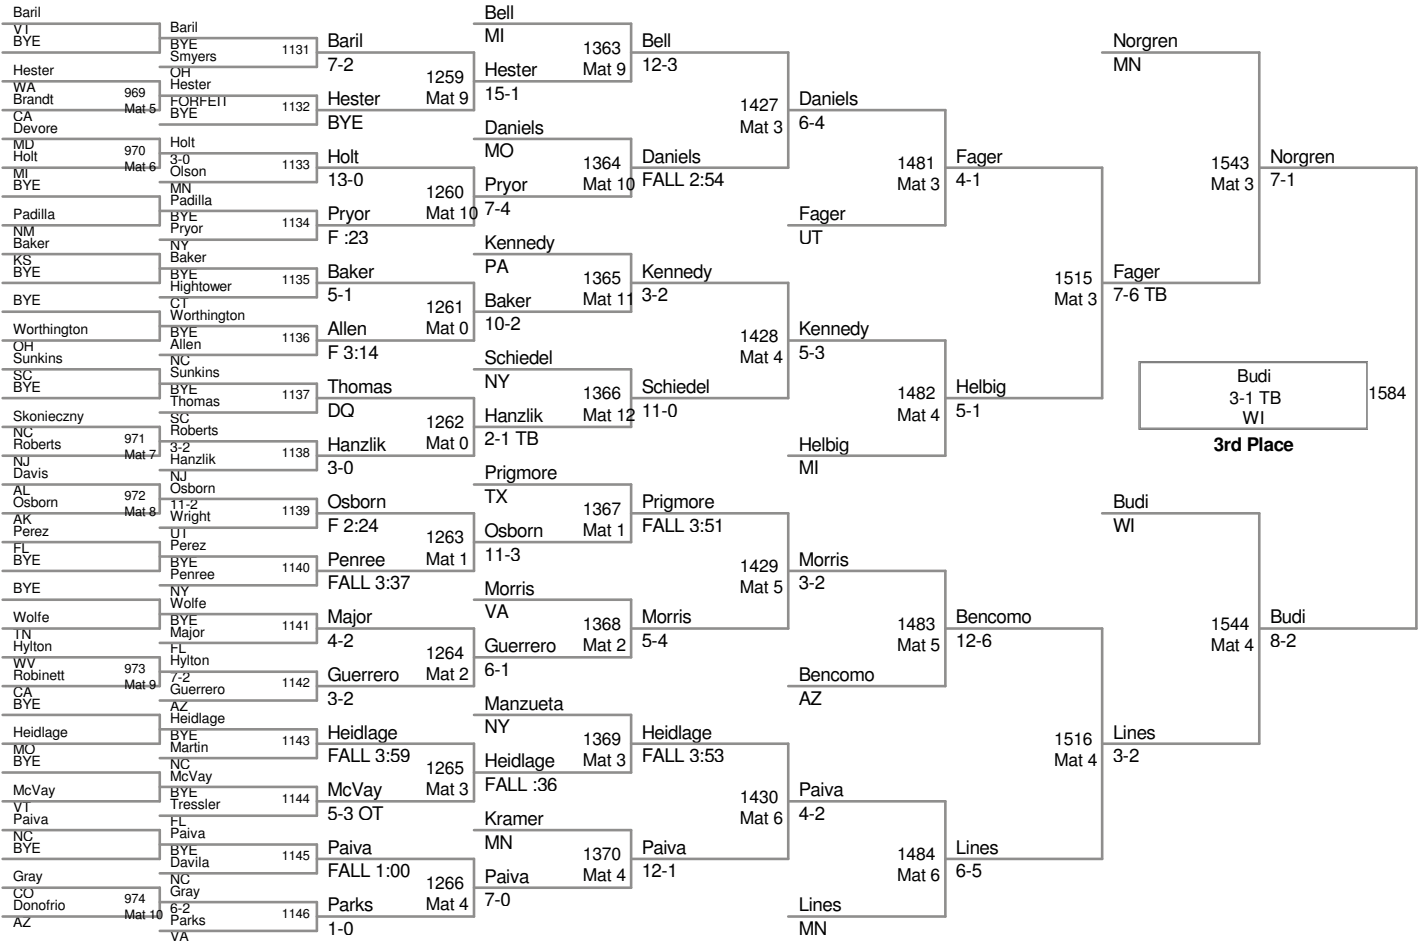 Baril
VT
BYE
Hester
WA
Brandt
CA
Devore
MD
Holt
MI
BYE
Padilla
NM
Baker
KS
BYE
BYE
Worthington
OH
Sunkins
SC
BYE
Skonieczny
NC
Roberts
NJ
Davis
AL
Osborn
AK
Perez
FL
BYE
BYE
Wolfe
TN
Hylton
WV
Robinett
CA
BYE
Heidlage
MO
BYE
McVay
VT
Paiva
NC
BYE
Gray
CO
Donofrio
AZ
969
Mat 5
970
Mat 6
971
Mat 7
972
Mat 8
973
Mat 9
974
Mat 10
Baril
BYE
Smyers
OH
Hester
FORFEIT
BYE
Holt
3-0
Olson
MN
Padilla
BYE
Pryor
NY
Baker
BYE
Hightower
CT
Worthington
BYE
Allen
NC
Sunkins
BYE
Thomas
SC
Roberts
3-2
Hanzlik
NJ
Osborn
11-2
Wright
UT
Perez
BYE
Penree
NY
Wolfe
BYE
Major
FL
Hylton
7-2
Guerrero
AZ
Heidlage
BYE
Martin
NC
McVay
BYE
Tressler
FL
Paiva
BYE
Davila
NC
Gray
6-2
Parks
VA
1131
1132
1133
1134
1135
1136
1137
1138
1139
1140
1141
1142
1143
1144
1145
1146
Baril
7-2
Hester
BYE
Holt
13-0
Pryor
F :23
Baker
5-1
Allen
F 3:14
Thomas
DQ
Hanzlik
3-0
Osborn
F 2:24
Penree
FALL 3:37
Major
4-2
Guerrero
3-2
Heidlage
FALL 3:59
McVay
5-3 OT
Paiva
FALL 1:00
Parks
1-0
1259
Mat 9
1260
Mat 10
1261
Mat 0
1262
Mat 0
1263
Mat 1
1264
Mat 2
1265
Mat 3
1266
Mat 4
Bell
MI
Hester
15-1
Daniels
MO
Pryor
7-4
Kennedy
PA
Baker
10-2
Schiedel
NY
Hanzlik
2-1 TB
Prigmore
TX
Osborn
11-3
Morris
VA
Guerrero
6-1
Manzueta
NY
Heidlage
FALL :36
Kramer
MN
Paiva
7-0
1363
Mat 9
1364
Mat 10
1365
Mat 11
1366
Mat 12
1367
Mat 1
1368
Mat 2
1369
Mat 3
1370
Mat 4
Bell
12-3
Daniels
FALL 2:54
Kennedy
3-2
Schiedel
11-0
Prigmore
FALL 3:51
Morris
5-4
Heidlage
FALL 3:53
Paiva
12-1
1427
Mat 3
1428
Mat 4
1429
Mat 5
1430
Mat 6
Daniels
6-4
Fager
UT
Kennedy
5-3
Helbig
MI
Morris
3-2
Bencomo
AZ
Paiva
4-2
Lines
MN
1481
Mat 3
1482
Mat 4
1483
Mat 5
1484
Mat 6
Fager
4-1
Helbig
5-1
Bencomo
12-6
Lines
6-5
1515
Mat 3
1516
Mat 4
Norgren
MN
Fager
7-6 TB
Budi
WI
Lines
3-2
1543
Mat 3
1544
Mat 4
Norgren
7-1
Budi
8-2
Budi
3-1 TB
WI
1584
3rd Place